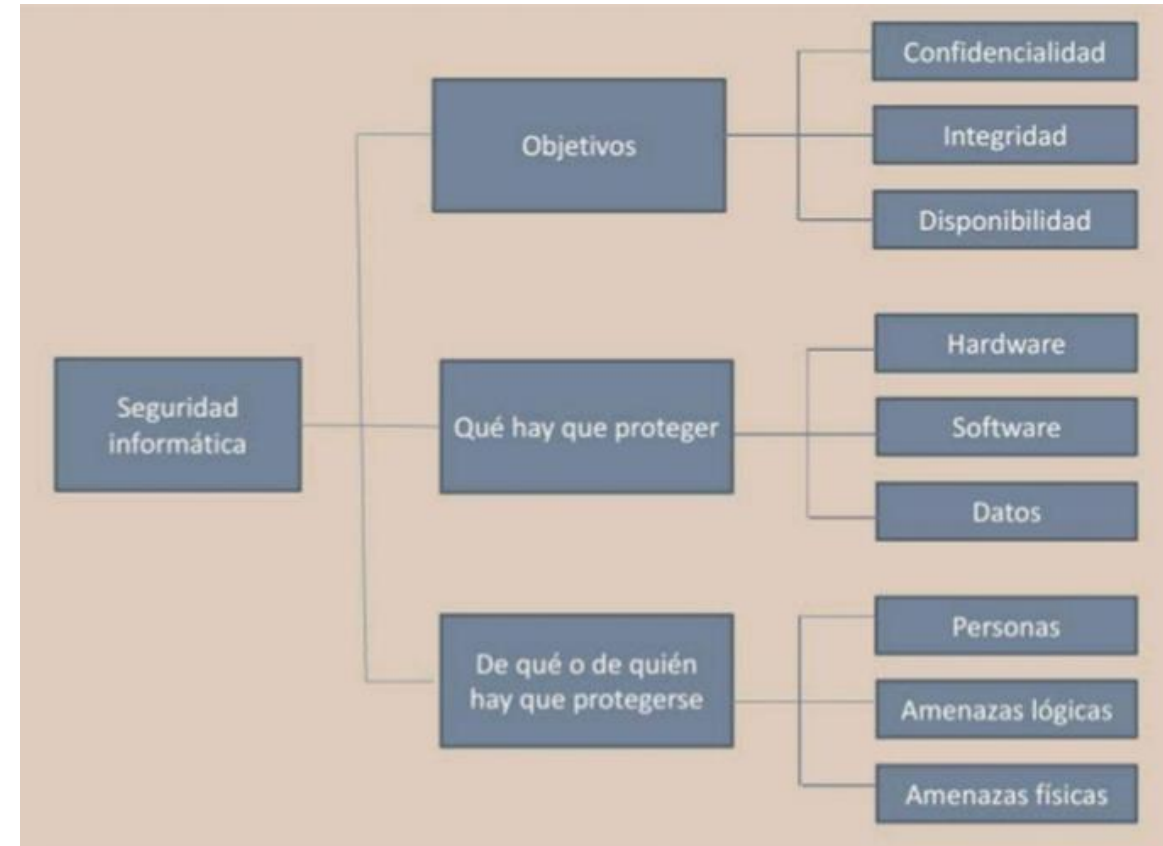 Seguridad
informática
Objetivos
Confidencialidad
Integridad
Disponibilidad
Qué hay que proteger
Hardware
Software
Datos
De qué o de quién
hay que protegerse
Personas
Amenazas lógicas
Amenazas físicas